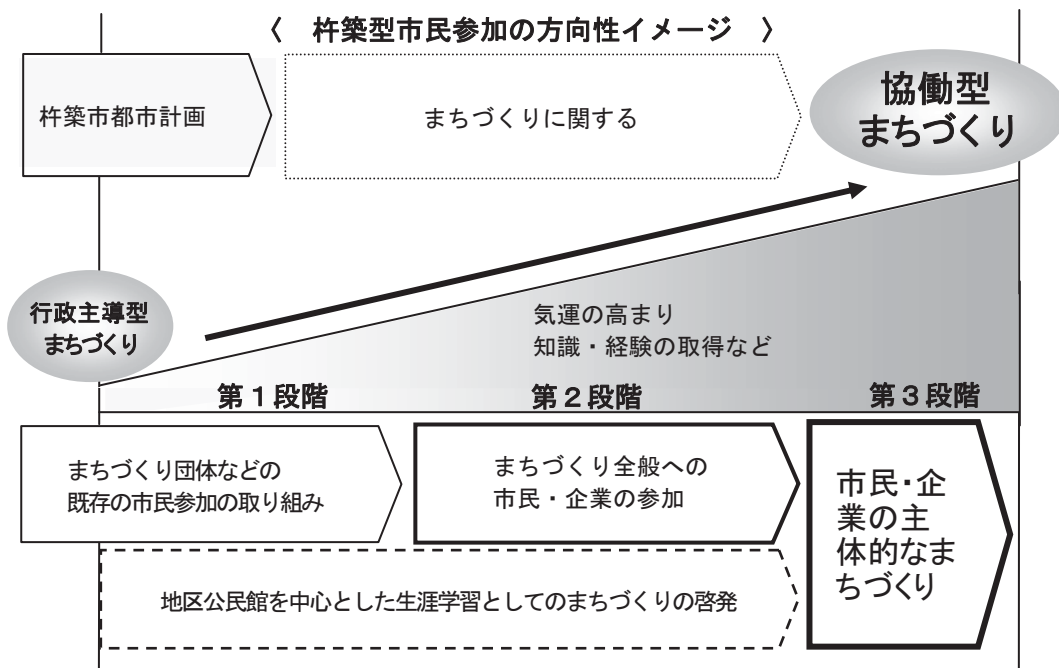 〈 杵築型市民参加の方向性イメージ 〉
杵築市都市計画
まちづくりに関する
協働型
まちづくり
行政主導型
まちづくり
気運の高まり
知識・経験の取得など
第1段階
第2段階
第3段階
まちづくり団体などの
既存の市民参加の取り組み
まちづくり全般への
市民・企業の参加
市民・企
業の主
体的なま
ちづくり
地区公民館を中心とした生涯学習としてのまちづくりの啓発